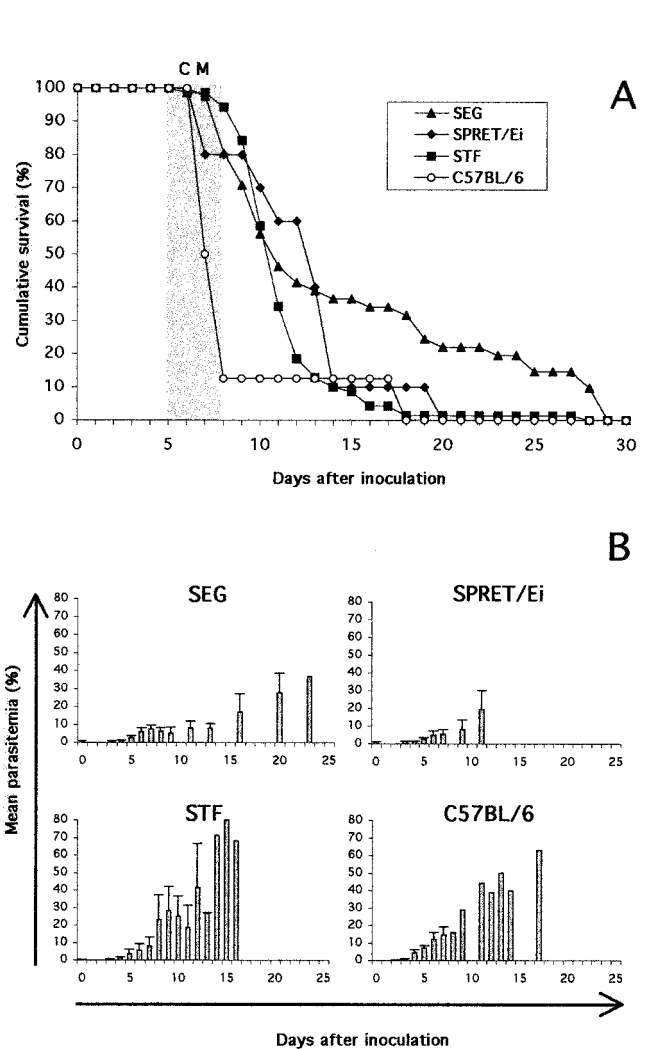 A
C M
Cumulative survival (%)
100
90
80
70
60
50
40
30
20
10
0
SEG
SPRET/Ei
STF
C57BL/6
0 5 10 15 20 25 30
Days after inoculation
B
Mean parasitemia (%)
SEG
80
70
60
50
40
30
20
10
0
0 5 10 15 20 25
SPRET/Ei
80
70
60
50
40
30
20
10
0
0 5 10 15 20 25
STF
80
70
60
50
40
30
20
10
0
0 5 10 15 20 25
C57BL/6
80
70
60
50
40
30
20
10
0
0 5 10 15 20 25
Days after inoculation